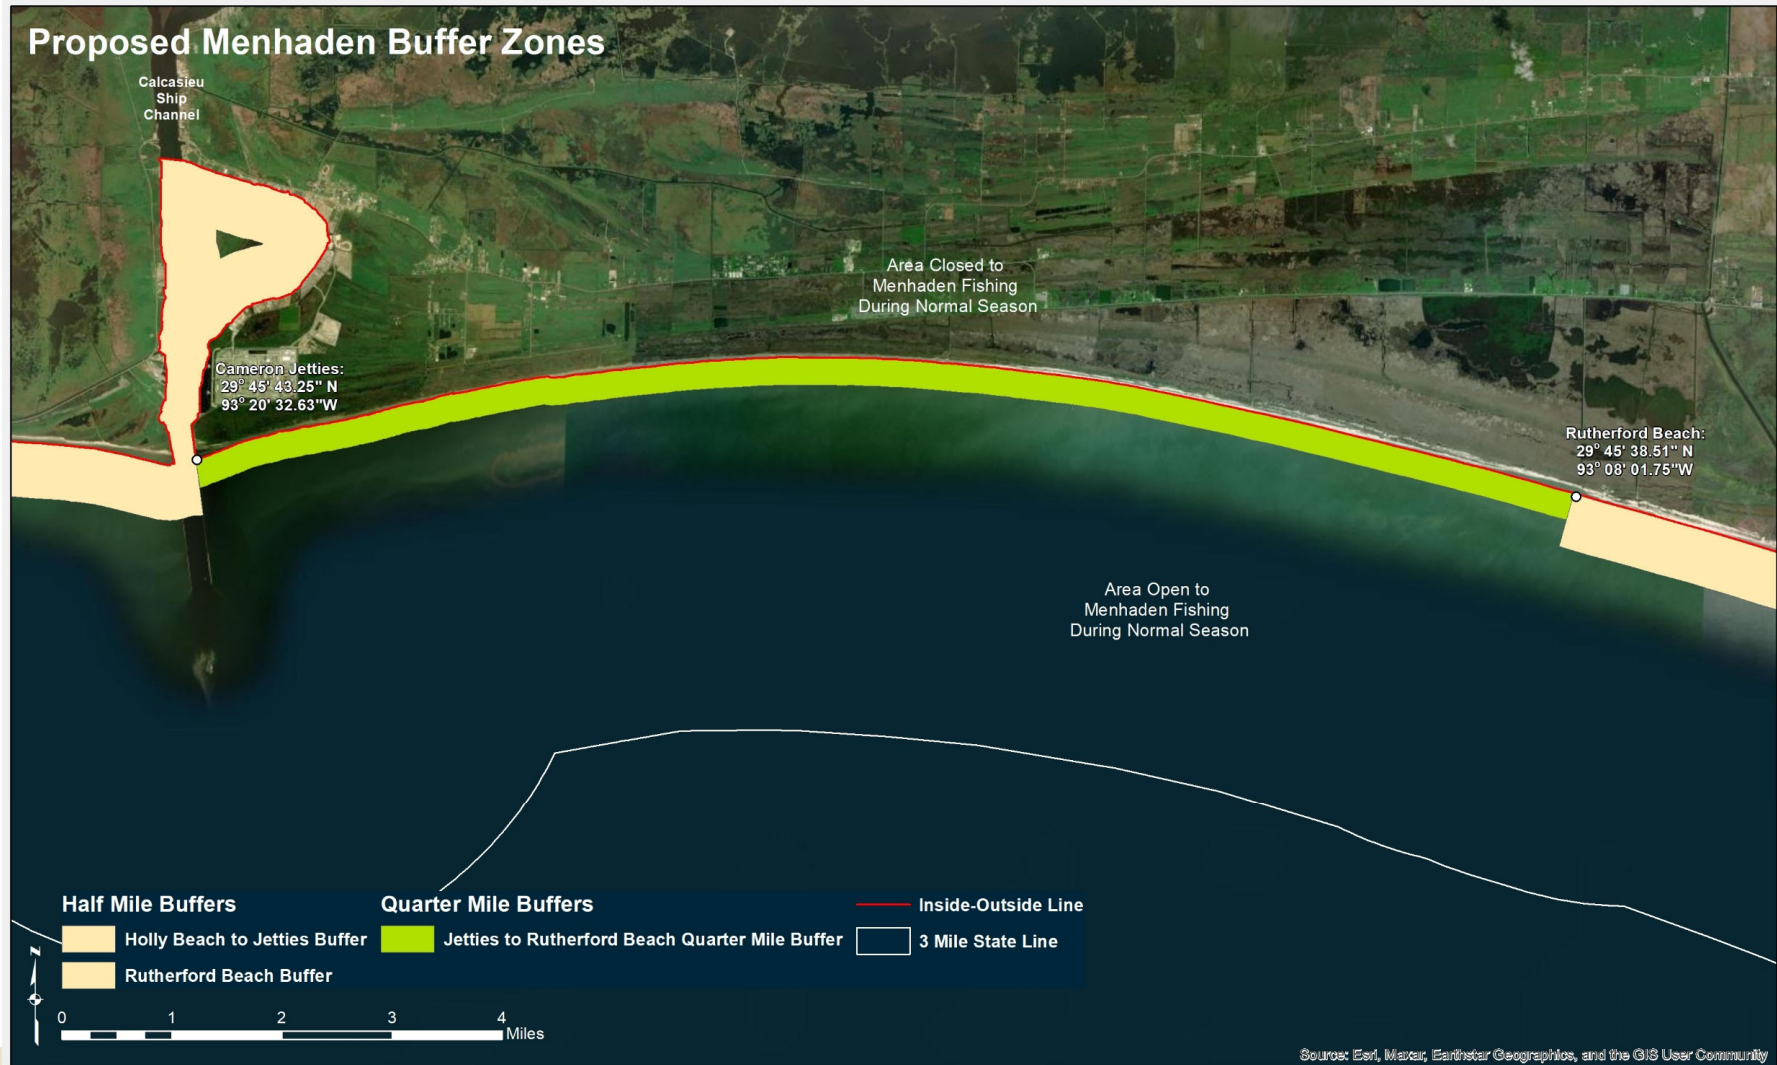 Proposed Menhaden Buffer Zones
Calcasieu
Ship
Channel
Area Closed to
Menhaden Fishing
During Normal Season
Cameron Jetties:
29° 45' 43.25" N
93° 20' 32.63"W
Rutherford Beach:
29° 45' 38.51" N
93° 08' 01.75"W
Area Open to
Menhaden Fishing
During Normal Season
Half Mile Buffers
Holly Beach to Jetties Buffer
Rutherford Beach Buffer
Quarter Mile Buffers
Jetties to Rutherford Beach Quarter Mile Buffer
Inside-Outside Line
3 Mile State Line
N
0 1 2 3 4
Miles
Source: Esri, Maxar, Earthstar Geographics, and the GIS User Community